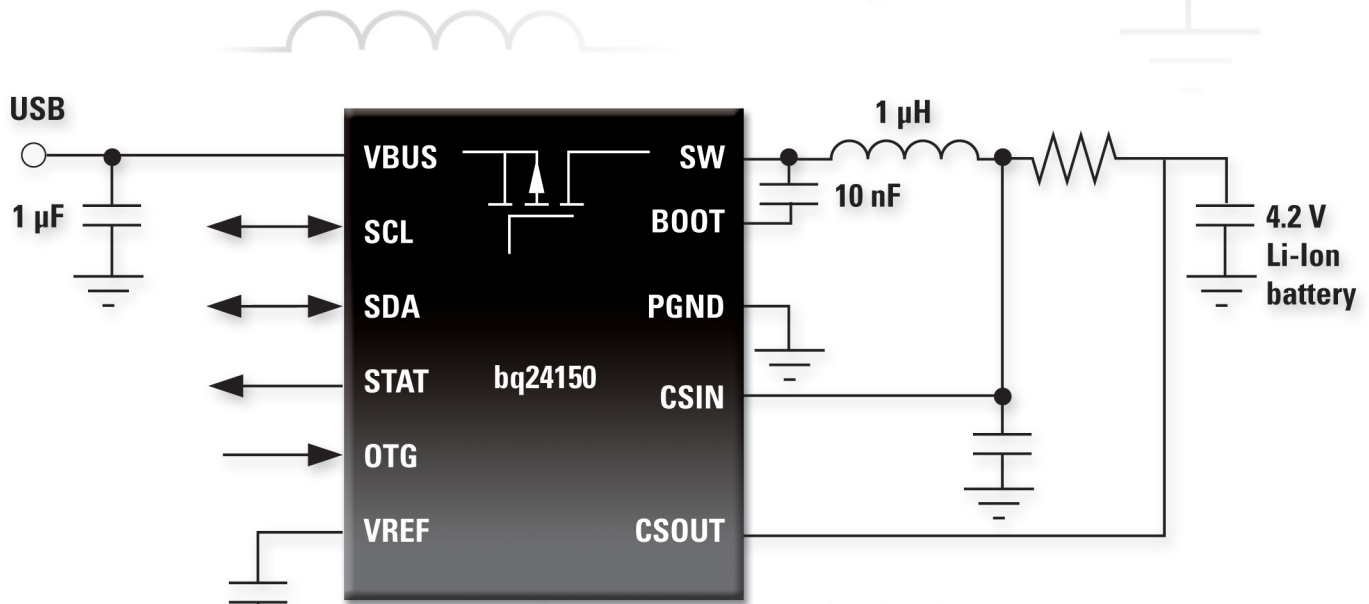 USB
1 µF
VBUS
SCL
SDA
STAT
OTG
VREF
bq24150
SW
BOOT
PGND
CSIN
CSOUT
1 µH
10 nF
4.2 V
Li-Ion
battery